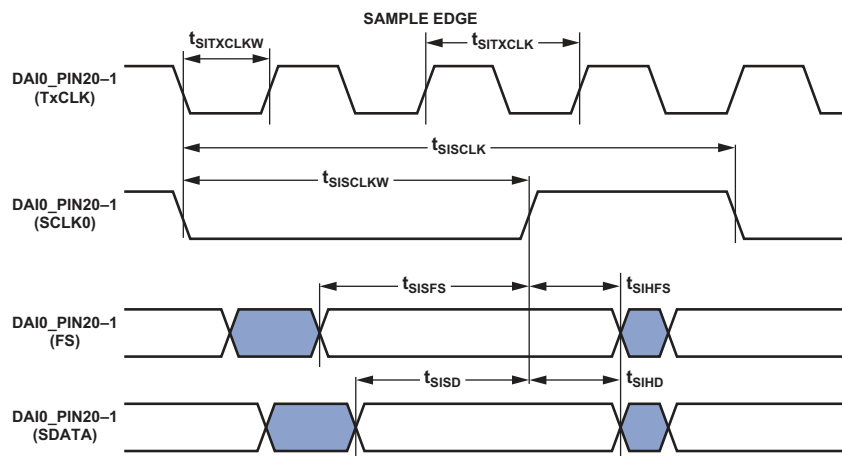 SAMPLE EDGE
tSITXCLKW
tSITXCLK
DAI0_PIN20–1
(TxCLK)
tSISCLK
tSISCLKW
DAI0_PIN20–1
(SCLK0)
tSISFS
tSIHFS
DAI0_PIN20–1
(FS)
tSISD
tSIHD
DAI0_PIN20–1
(SDATA)